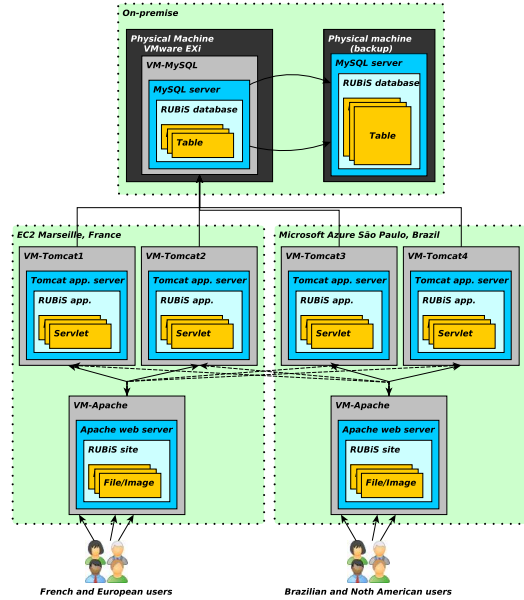 On-premise
Physical Machine
VMware EXi
VM-MySQL
MySQL server
RUBiS database
Table
Physical machine
(backup)
MySQL server
RUBiS database
Table
EC2 Marseille, France
VM-Tomcat1
Tomcat app. server
RUBiS app.
Servlet
VM-Tomcat2
Tomcat app. server
RUBiS app.
Servlet
Microsoft Azure São Paulo, Brazil
VM-Tomcat3
Tomcat app. server
RUBiS app.
Servlet
VM-Tomcat4
Tomcat app. server
RUBiS app.
Servlet
VM-Apache
Apache web server
RUBiS site
File/Image
VM-Apache
Apache web server
RUBiS site
File/Image
French and European users
Brazilian and Noth American users